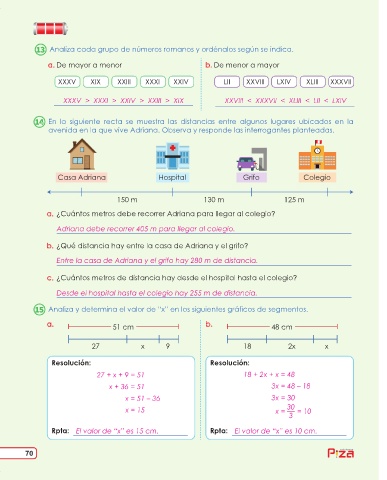 13 Analiza cada grupo de números romanos y ordénalos según se indica.
a. De mayor a menor
b. De menor a mayor
XXXV XIX XXIII XXXI XXIV
LII XXVIII LXIV XLIII XXXVII
XXXV > XXXI > XXIV > XXIII > XIX
XXVIII < XXXVII < XLIII < LII < LXIV
14 En la siguiente recta se muestra las distancias entre algunos lugares ubicados en la
avenida en la que vive Adriana. Observa y responde las interrogantes planteadas.
Casa Adriana Hospital Grifo Colegio
150 m 130 m 125 m
a. ¿Cuántos metros debe recorrer Adriana para llegar al colegio?
Adriana debe recorrer 405 m para llegar al colegio.
b. ¿Qué distancia hay entre la casa de Adriana y el grifo?
Entre la casa de Adriana y el grifo hay 280 m de distancia.
c. ¿Cuántos metros de distancia hay desde el hospital hasta el colegio?
Desde el hospital hasta el colegio hay 255 m de distancia.
15 Analiza y determina el valor de "x" en los siguientes gráficos de segmentos.
a.
51 cm
27 x 9
Resolución:
27 + x + 9 = 51
x + 36 = 51
x = 51 – 36
x = 15
Rpta: El valor de "x" es 15 cm.
b.
48 cm
18 2x x
Resolución:
18 + 2x + x = 48
3x = 48 – 18
3x = 30
x = 30/3 = 10
Rpta: El valor de "x" es 10 cm.
70